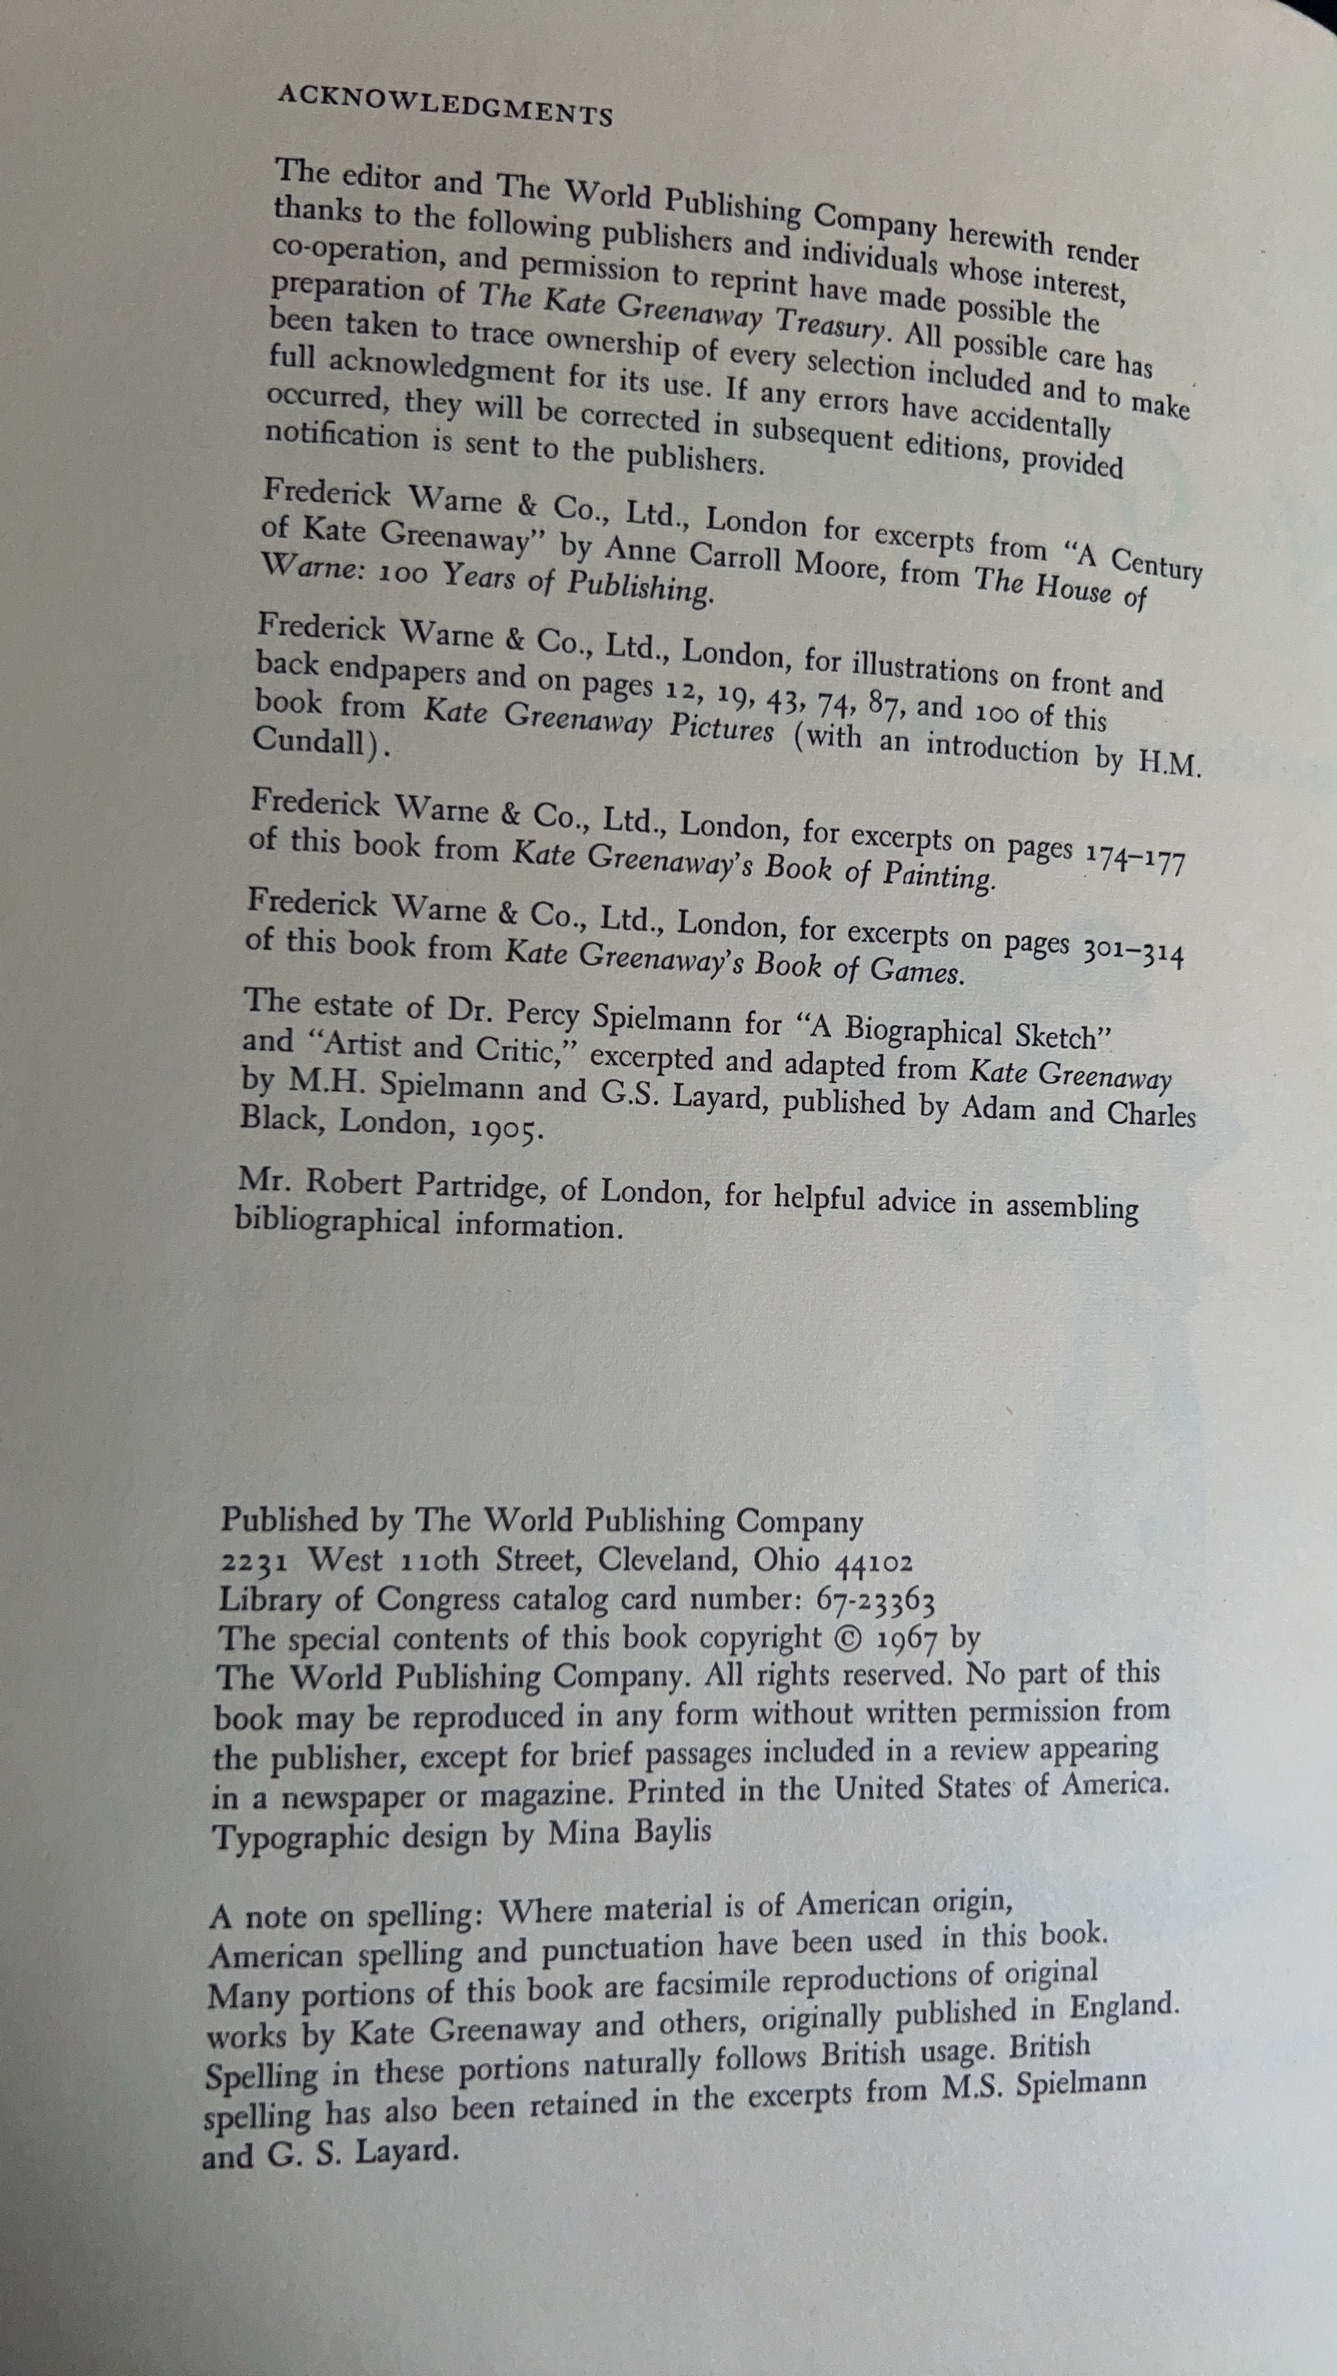 ACKNOWLEDGMENTS
The editor and The World Publishing Company herewith render
thanks to the following publishers and individuals whose interest,
co-operation, and permission to reprint have made possible the
preparation of The Kate Greenaway Treasury. All possible care has
been taken to trace ownership of every selection included and to make
full acknowledgment for its use. If any errors have accidentally
occurred, they will be corrected in subsequent editions, provided
notification is sent to the publishers.
Frederick Warne & Co., Ltd., London for excerpts from “A Century
of Kate Greenaway” by Anne Carroll Moore, from The House of
Warne: 100 Years of Publishing.
Frederick Warne & Co., Ltd., London, for illustrations on front and
back endpapers and on pages 12, 19, 43, 74, 87, and 100 of this
book from Kate Greenaway Pictures (with an introduction by H.M.
Cundall).
Frederick Warne & Co., Ltd., London, for excerpts on pages 174–177
of this book from Kate Greenaway's Book of Painting.
Frederick Warne & Co., Ltd., London, for excerpts on pages 301–314
of this book from Kate Greenaway's Book of Games.
The estate of Dr. Percy Spielmann for “A Biographical Sketch”
and “Artist and Critic,” excerpted and adapted from Kate Greenaway
by M.H. Spielmann and G.S. Layard, published by Adam and Charles
Black, London, 1905.
Mr. Robert Partridge, of London, for helpful advice in assembling
bibliographical information.
Published by The World Publishing Company
2231 West 110th Street, Cleveland, Ohio 44102
Library of Congress catalog card number: 67-23363
The special contents of this book copyright © 1967 by
The World Publishing Company. All rights reserved. No part of this
book may be reproduced in any form without written permission from
the publisher, except for brief passages included in a review appearing
in a newspaper or magazine. Printed in the United States of America.
Typographic design by Mina Baylis
A note on spelling: Where material is of American origin,
American spelling and punctuation have been used in this book.
Many portions of this book are facsimile reproductions of original
works by Kate Greenaway and others, originally published in England.
Spelling in these portions naturally follows British usage. British
spelling has also been retained in the excerpts from M.S. Spielmann
and G. S. Layard.